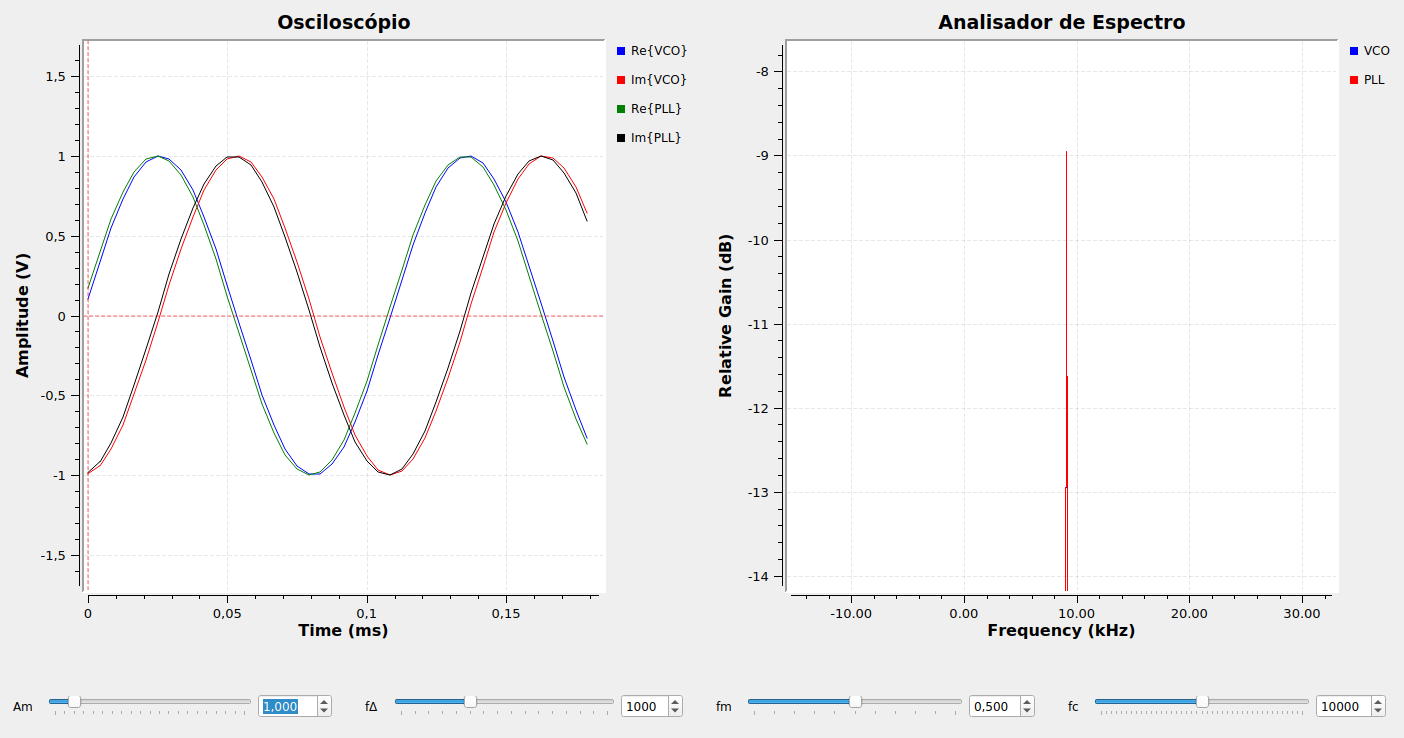 Osciloscópio
Amplitude (V)
1,5
1
0,5
0
-0,5
-1
-1,5
0
0,05
0,1
0,15
Time (ms)
Re{VCO}
Im{VCO}
Re{PLL}
Im{PLL}
Analisador de Espectro
Relative Gain (dB)
-8
-9
-10
-11
-12
-13
-14
-10.00
0.00
10.00
20.00
30.00
Frequency (kHz)
VCO
PLL
Am 1,000 fΔ 1000 fm 0,500 fc 10000